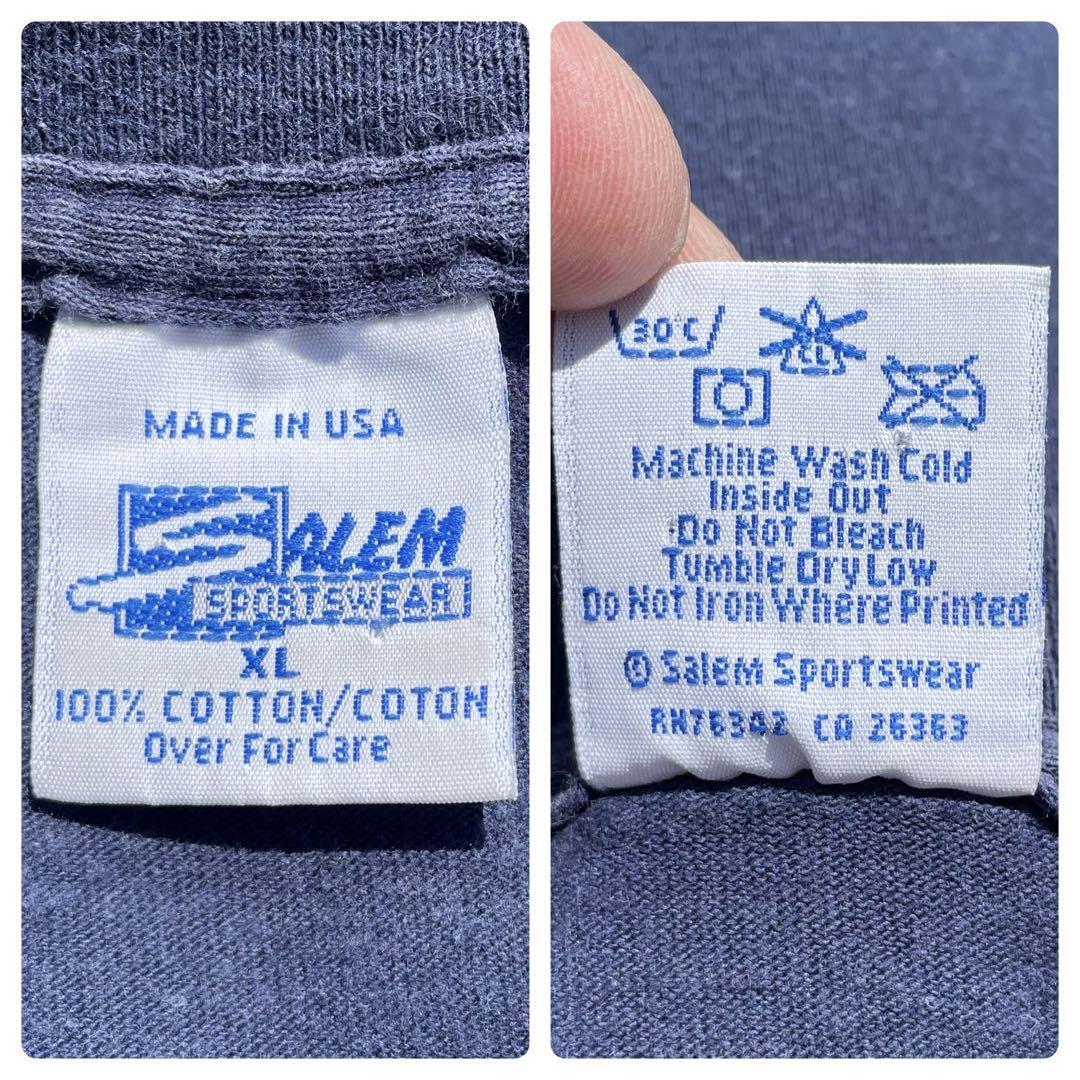 MADE IN USA
SALEM
SPORTSWEAR
XL
100% COTTON/COTON
Over For Care
30°C
CL
Machine Wash Cold
Inside Out
Do Not Bleach
Tumble Dry Low
Do Not Iron Where Printed
© Salem Sportswear
RN76342 CA 26363